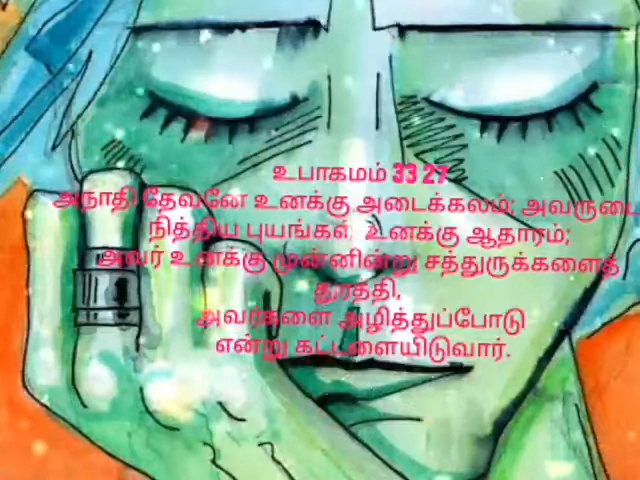 உபாகமம் 33 27
அநாதி தேவனே உனக்கு அடைக்கலம்; அவருடைய
நித்திய புயங்கள் உனக்கு ஆதாரம்;
அவர் உனக்கு முன்னின்று சத்துருக்களைத்
துரத்தி,
அவர்களை அழித்துப்போடு
என்று கட்டளையிடுவார்.